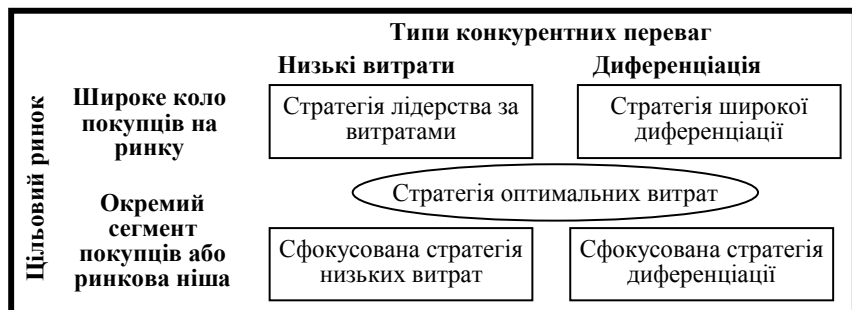 Типи конкурентних переваг
Низькі витрати
Диференціація
Цільовий ринок
Широке коло
покупців на
ринку
Стратегія лідерства за
витратами
Стратегія широкої
диференціації
Стратегія оптимальних витрат
Окремий
сегмент
покупців або
ринкова ніша
Сфокусована стратегія
низьких витрат
Сфокусована стратегія
диференціації